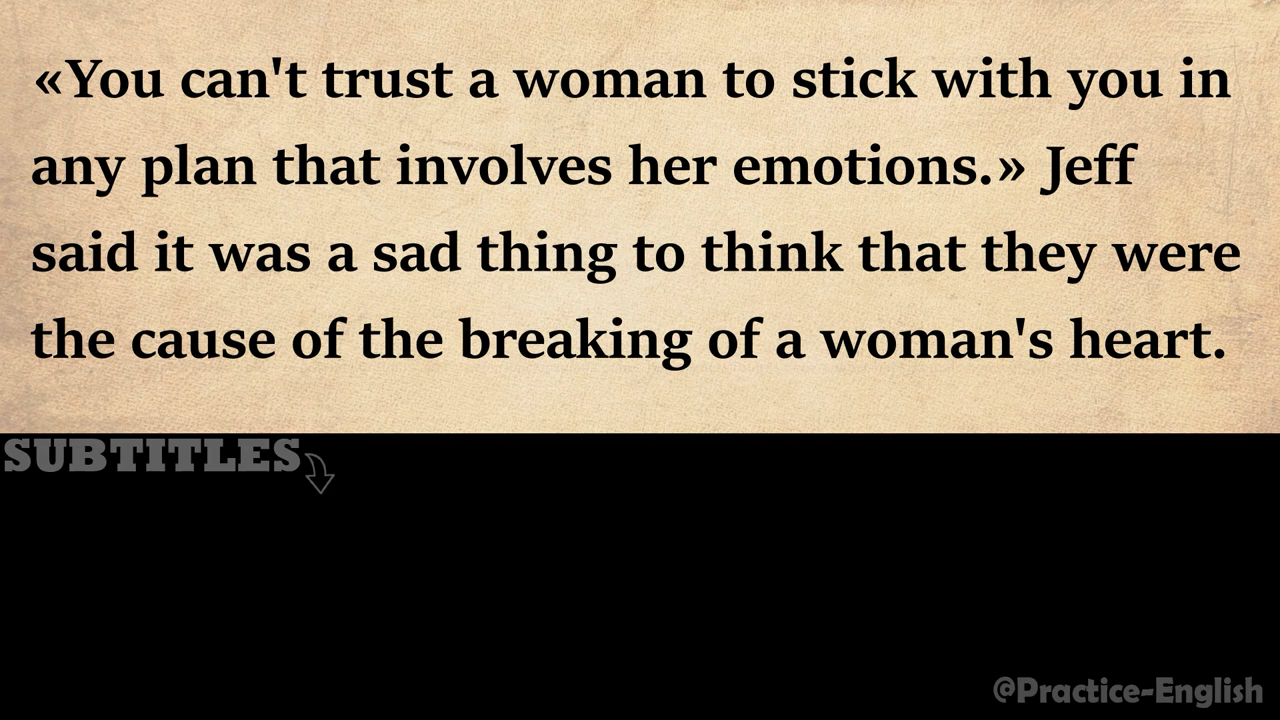 «You can't trust a woman to stick with you in
any plan that involves her emotions.» Jeff
said it was a sad thing to think that they were
the cause of the breaking of a woman's heart.
SUBTITLES
@Practice-English